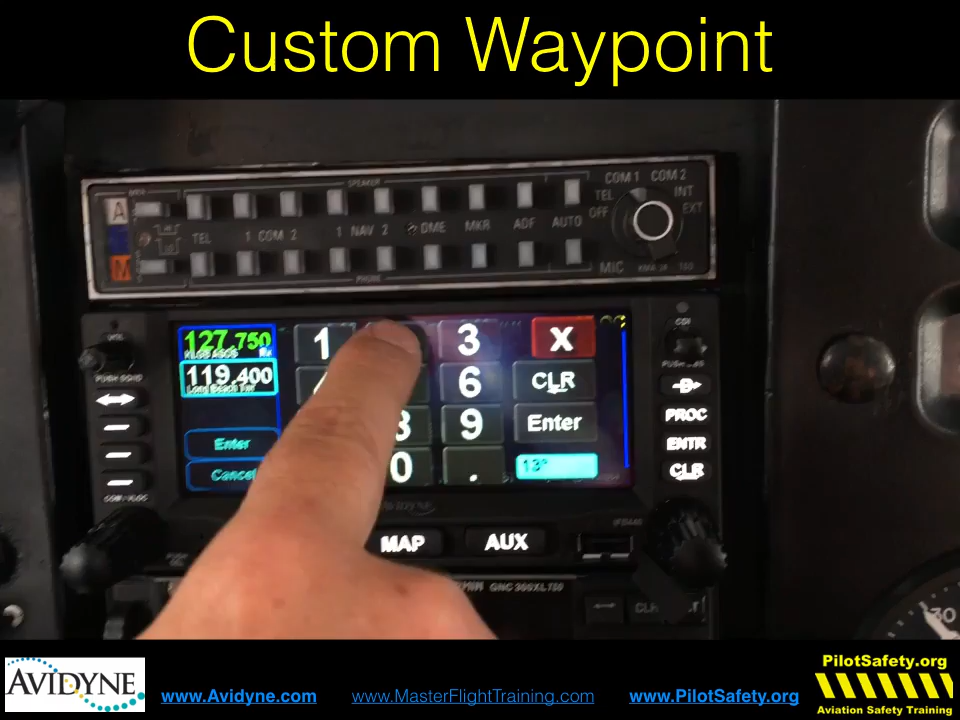 Custom Waypoint
SPEAKER
COM 1 COM 2
TEL INT
OFF EXT
A
TEL 1 COM 2 1 NAV 2 DME MKR ADF AUTO
M
MIC
PHONE
127.750
119.400
Long Beach Twr
Enter
Cancel
1 3 X
6 CLR
9 Enter
0 . 13°
CDI
PROC
ENTR
CLR
MAP AUX
GNC 300XL TSO
CLR
30
AVIDYNE
www.Avidyne.com www.MasterFlightTraining.com www.PilotSafety.org
PilotSafety.org
Aviation Safety Training